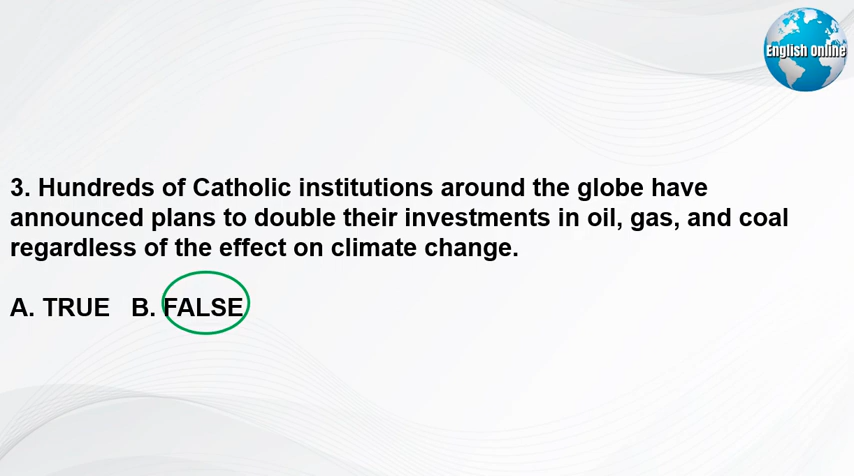 English Online
3. Hundreds of Catholic institutions around the globe have
announced plans to double their investments in oil, gas, and coal
regardless of the effect on climate change.
A. TRUE B. FALSE